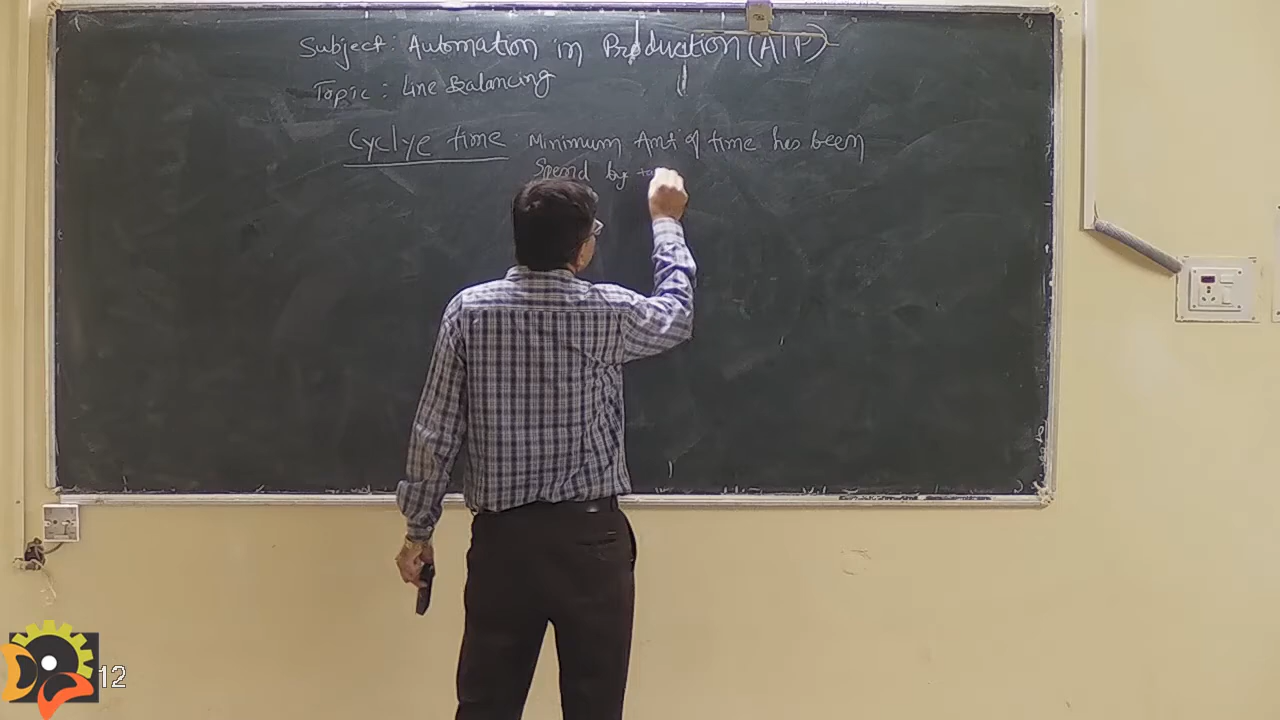 Subject: Automation in Production (AIP)
Topic: Line Balancing
Cyclye time Minimum Amt of time has been
Spend by
12